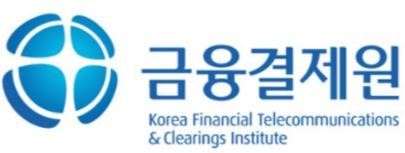 금융결제원
Korea Financial Telecommunications
& Clearings Institute